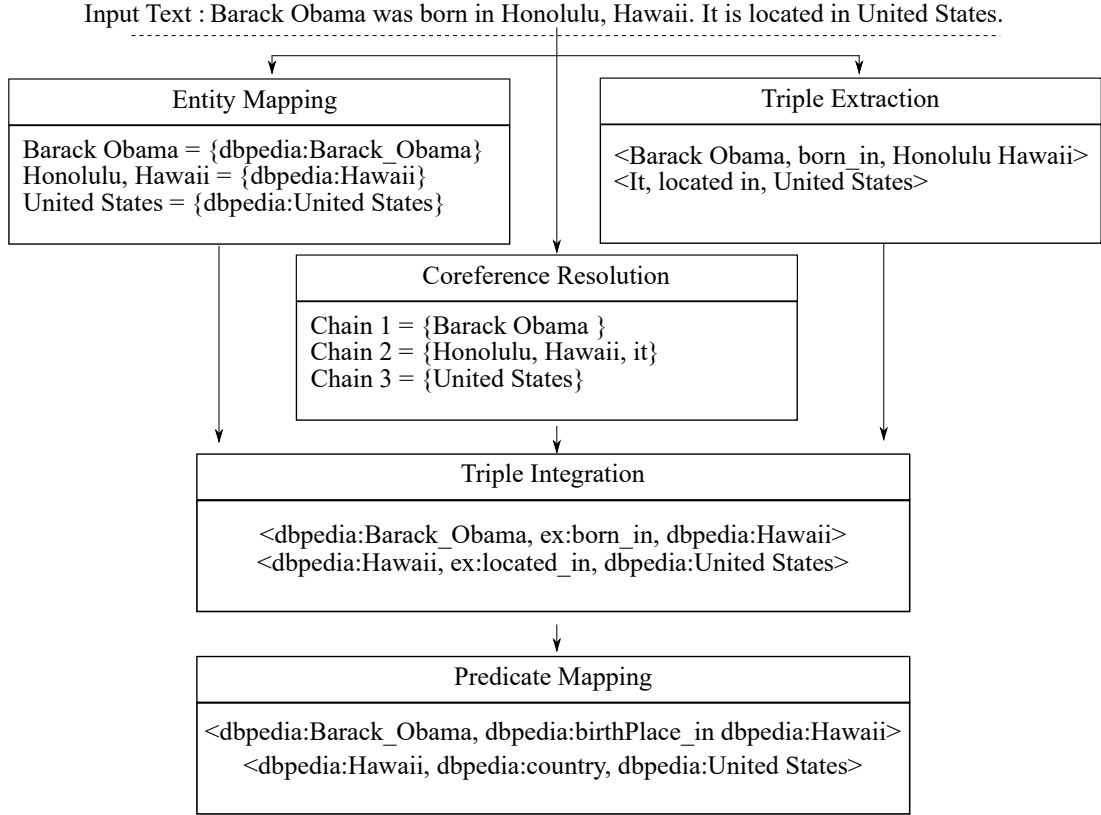 Input Text : Barack Obama was born in Honolulu, Hawaii. It is located in United States.
Entity Mapping
Barack Obama = {dbpedia:Barack_Obama}
Honolulu, Hawaii = {dbpedia:Hawaii}
United States = {dbpedia:United States}
Triple Extraction
<Barack Obama, born_in, Honolulu Hawaii>
<It, located in, United States>
Coreference Resolution
Chain 1 = {Barack Obama }
Chain 2 = {Honolulu, Hawaii, it}
Chain 3 = {United States}
Triple Integration
<dbpedia:Barack_Obama, ex:born_in, dbpedia:Hawaii>
<dbpedia:Hawaii, ex:located_in, dbpedia:United States>
Predicate Mapping
<dbpedia:Barack_Obama, dbpedia:birthPlace_in dbpedia:Hawaii>
<dbpedia:Hawaii, dbpedia:country, dbpedia:United States>